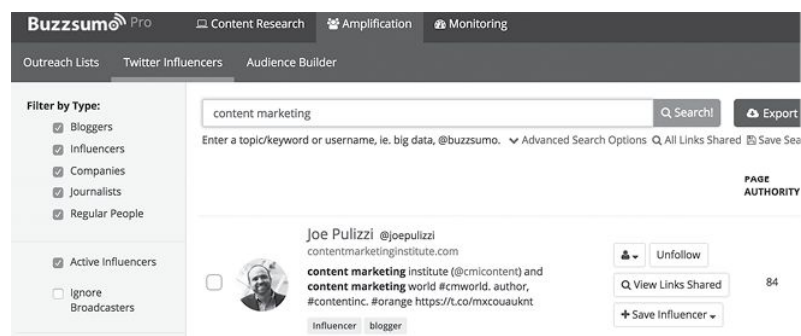 Buzzsumo Pro
Content Research
Amplification
Monitoring
Outreach Lists
Twitter Influencers
Audience Builder
Filter by Type:
Bloggers
Influencers
Companies
Journalists
Regular People
Active Influencers
Ignore
Broadcasters
content marketing
Search!
Export
Enter a topic/keyword or username, ie. big data, @buzzsumo.
Advanced Search Options
All Links Shared
Save Sea
PAGE
AUTHORITY
Joe Pulizzi @joepulizzi
contentmarketinginstitute.com
content marketing institute (@cmicontent) and
content marketing world #cmworld. author,
#contentinc. #orange https://t.co/mxcouauknt
Influencer
blogger
Unfollow
View Links Shared
Save Influencer
84